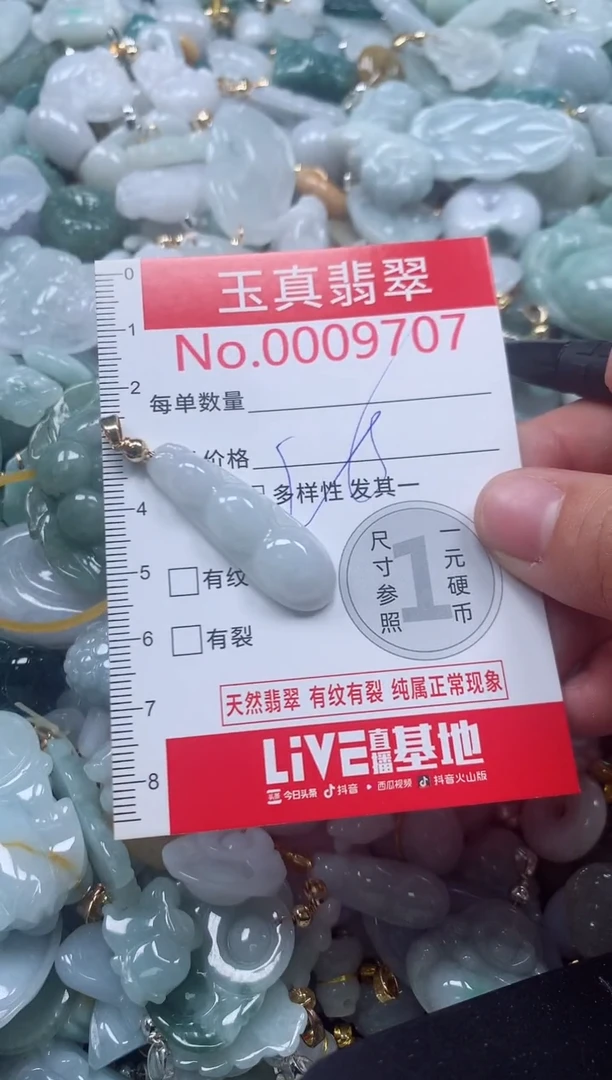 玉真翡翠
No.0009707
每单数量
价格
多样性 发其一
有纹
有裂
0
1
2
4
5
6
7
8
尺寸参照
1
一元硬币
天然翡翠 有纹有裂 纯属正常现象
LiVE直播基地
头条 今日头条 抖音 西瓜视频 抖音火山版